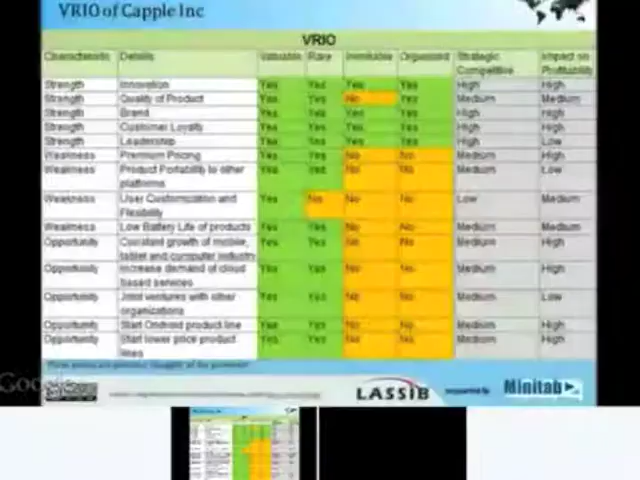 VRIO of Capple Inc
VRIO
Characteristic Details Valuable Rare Inimitable Organised Strategic Competitive Impact on Profitability
Strength Innovation Yes Yes Yes Yes High High
Strength Quality of Product Yes Yes No Yes Medium Medium
Strength Brand Yes Yes Yes Yes High High
Strength Customer Loyalty Yes Yes Yes Yes High High
Strength Leadership Yes Yes Yes Yes High Low
Weakness Premium Pricing Yes Yes No No Medium High
Weakness Product Portability to other platforms Yes Yes No No Medium Low
Weakness User Customization and Flexibility Yes No No No Low Medium
Weakness Low Battery Life of products Yes Yes No No Medium Medium
Opportunity Constant growth of mobile, tablet and computer industry Yes Yes No No Medium High
Opportunity Increase demand of cloud based services Yes Yes No No Medium High
Opportunity Joint ventures with other organizations Yes Yes No No Medium Low
Opportunity Start Ondroid product line Yes Yes No No Medium High
Opportunity Start lower price product lines Yes Yes No No Medium High
Google
LASSIB
supported by
Minitab